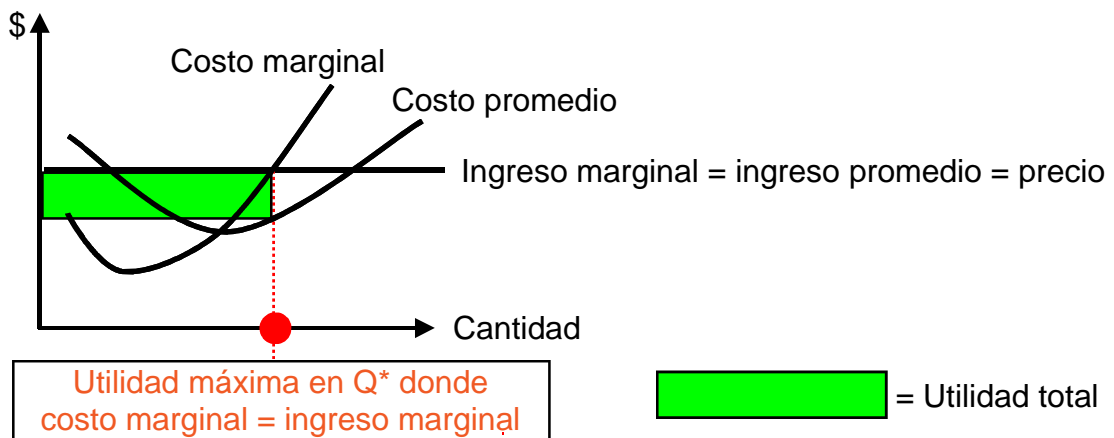 $
Costo marginal
Costo promedio
Ingreso marginal = ingreso promedio = precio
Cantidad
Utilidad máxima en Q* donde
costo marginal = ingreso marginal
= Utilidad total